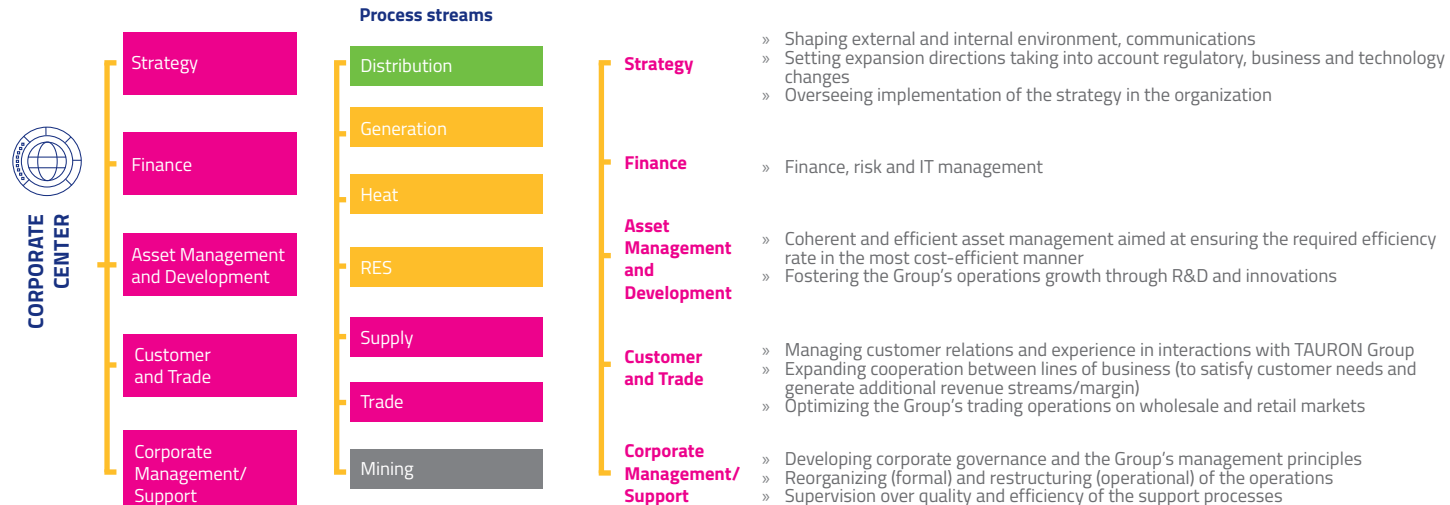 Process streams
CORPORATE
CENTER
Strategy
Finance
Asset Management
and Development
Customer
and Trade
Corporate
Management/
Support
Distribution
Generation
Heat
RES
Supply
Trade
Mining
Strategy
» Shaping external and internal environment, communications
» Setting expansion directions taking into account regulatory, business and technology
changes
» Overseeing implementation of the strategy in the organization
Finance
» Finance, risk and IT management
Asset
Management
and
Development
» Coherent and efficient asset management aimed at ensuring the required efficiency
rate in the most cost-efficient manner
» Fostering the Group's operations growth through R&D and innovations
Customer
and Trade
» Managing customer relations and experience in interactions with TAURON Group
» Expanding cooperation between lines of business (to satisfy customer needs and
generate additional revenue streams/margin)
» Optimizing the Group's trading operations on wholesale and retail markets
Corporate
Management/
Support
» Developing corporate governance and the Group's management principles
» Reorganizing (formal) and restructuring (operational) of the operations
» Supervision over quality and efficiency of the support processes